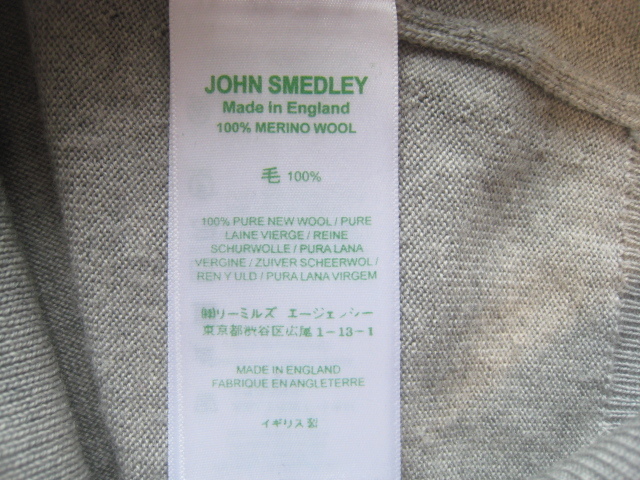 JOHN SMEDLEY
Made in England
100% MERINO WOOL
毛 100%
100% PURE NEW WOOL / PURE
LAINE VIERGE / REINE
SCHURWOLLE / PURA LANA
VERGINE / ZUIVER SCHEERWOL /
REN Y ULD / PURA LANA VIRGEM
㈱リーミルズ エージェンシー
東京都渋谷区広尾 1-13-1
MADE IN ENGLAND
FABRIQUE EN ANGLETERRE
イギリス製